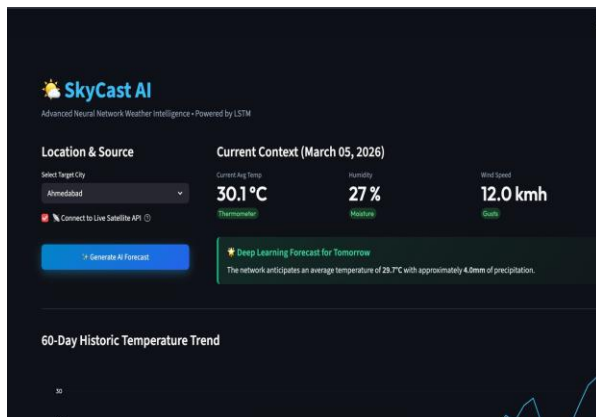 SkyCast AI
Advanced Neural Network Weather Intelligence • Powered by LSTM
Location & Source
Select Target City
Ahmedabad
Connect to Live Satellite API
Generate AI Forecast
Current Context (March 05, 2026)
Current Avg Temp
30.1 °C
Thermometer
Humidity
27 %
Moisture
Wind Speed
12.0 kmh
Gusts
Deep Learning Forecast for Tomorrow
The network anticipates an average temperature of 29.7°C with approximately 4.0mm of precipitation.
60-Day Historic Temperature Trend
30